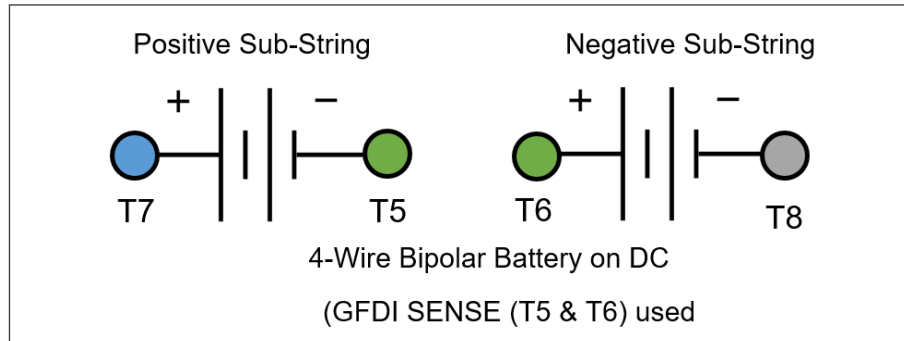 Positive Sub-String Negative Sub-String
+ − + −
T7 T5 T6 T8
4-Wire Bipolar Battery on DC
(GFDI SENSE (T5 & T6) used